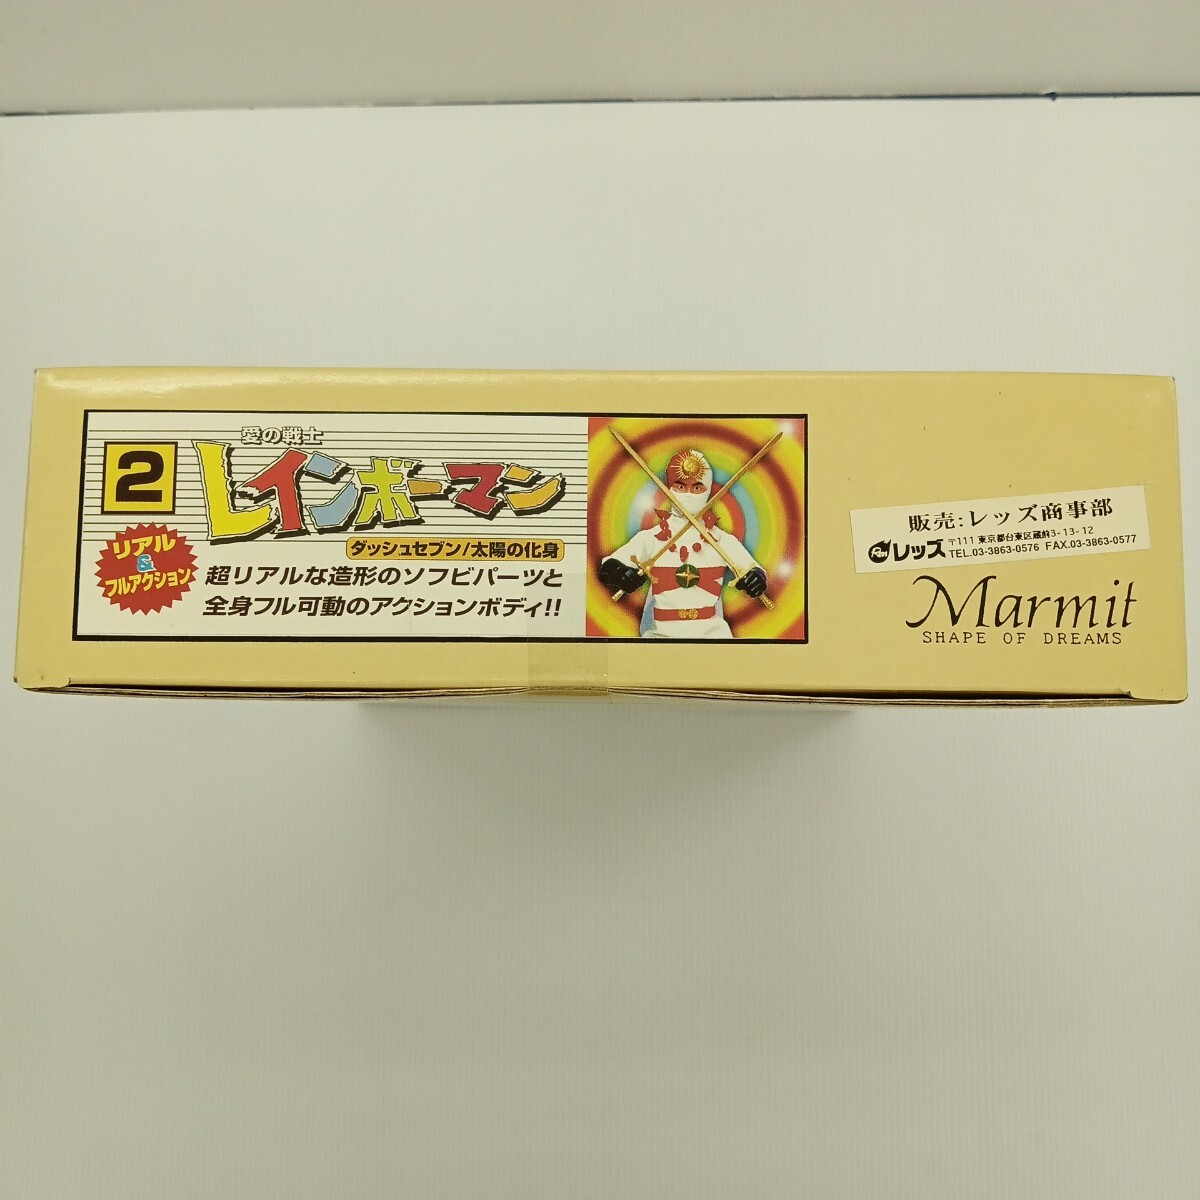 2
愛の戦士
レインボーマン
ダッシュセブン/太陽の化身
リアル
&
フルアクション
超リアルな造形のソフビパーツと
全身フル可動のアクションボディ!!
販売:レッズ商事部
レッズ 〒111 東京都台東区蔵前3-13-12
TEL.03-3863-0576 FAX.03-3863-0577
Marmit
SHAPE OF DREAMS